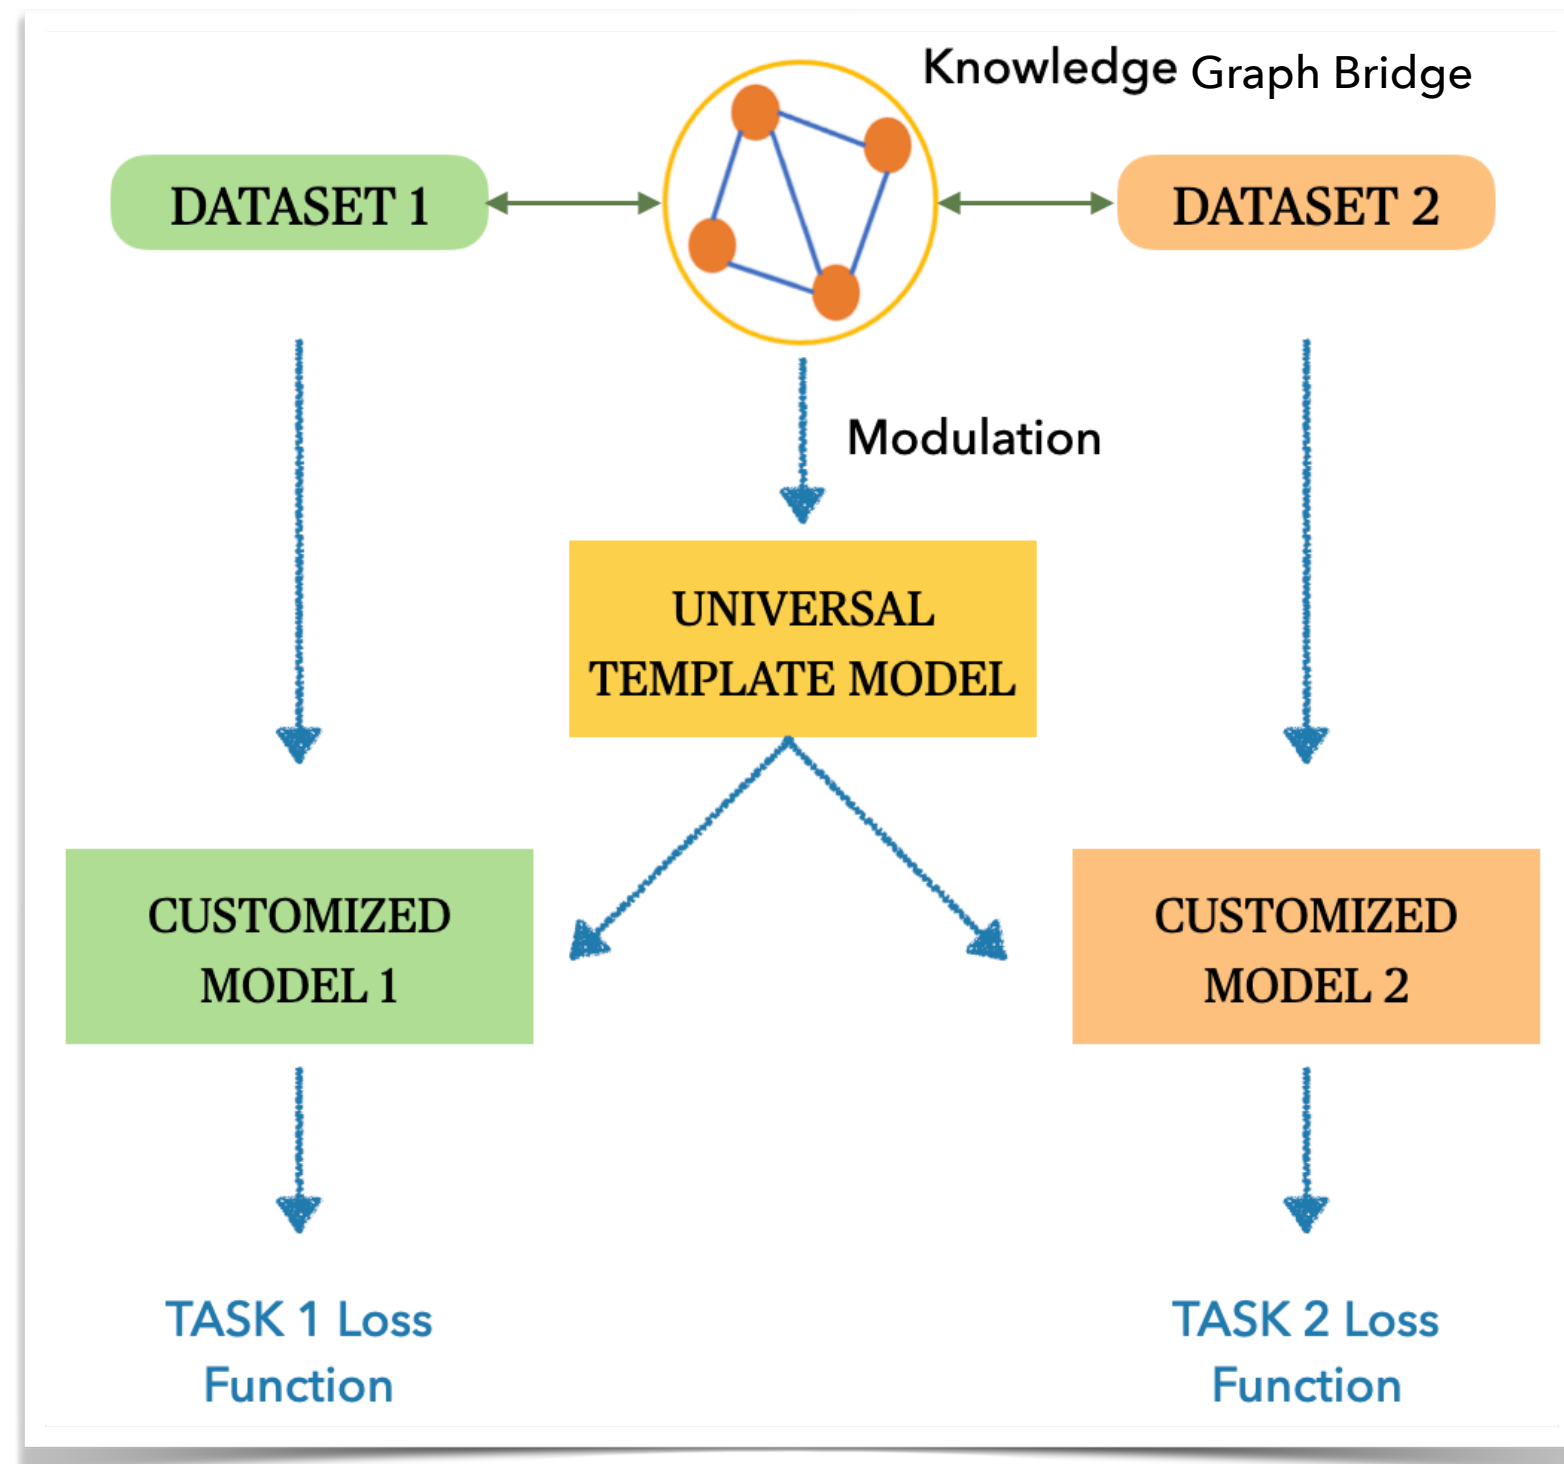 Knowledge Graph Bridge
DATASET 1
DATASET 2
Modulation
UNIVERSAL
TEMPLATE MODEL
CUSTOMIZED
MODEL 1
CUSTOMIZED
MODEL 2
TASK 1 Loss
Function
TASK 2 Loss
Function